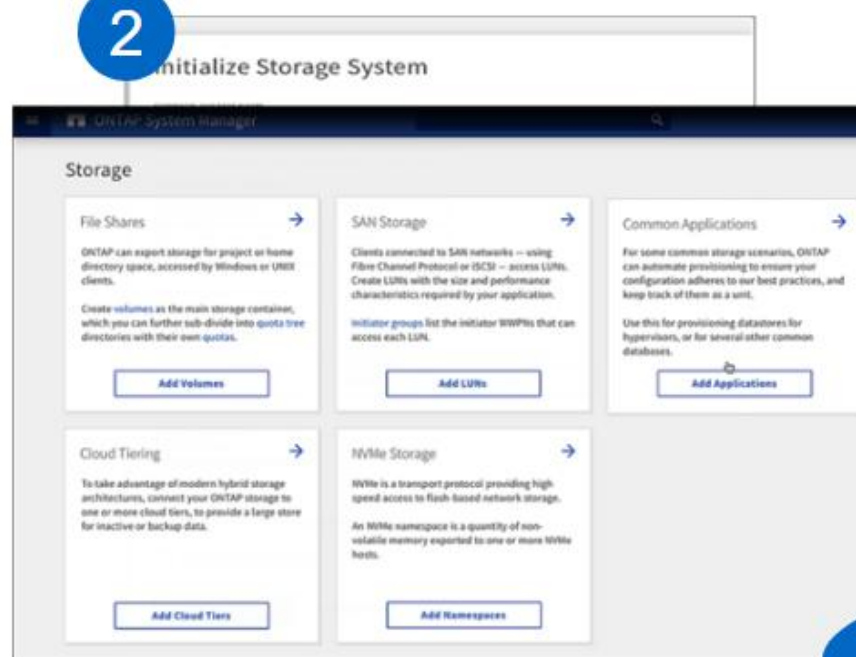 2
Initialize Storage System
ONTAP System Manager
Storage
File Shares
ONTAP can export storage for project or home
directory space, accessed by Windows or UNIX
clients.
Create volumes as the main storage container,
which you can further sub-divide into quota tree
directories with their own quotas.
Add Volumes
SAN Storage
Clients connected to SAN networks — using
Fibre Channel Protocol or iSCSI — access LUNs.
Create LUNs with the size and performance
characteristics required by your application.
Initiator groups list the initiator WWPNs that can
access each LUN.
Add LUNs
Common Applications
For some common storage scenarios, ONTAP
can automate provisioning to ensure your
configuration adheres to our best practices, and
keep track of them as a unit.
Use this for provisioning datastores for
hypervisors, or for several other common
databases.
Add Applications
Cloud Tiering
To take advantage of modern hybrid storage
architectures, connect your ONTAP storage to
one or more cloud tiers, to provide a large store
for inactive or backup data.
Add Cloud Tiers
NVMe Storage
NVMe is a transport protocol providing high
speed access to flash-based network storage.
An NVMe namespace is a quantity of non-
volatile memory exported to one or more NVMe
hosts.
Add Namespaces